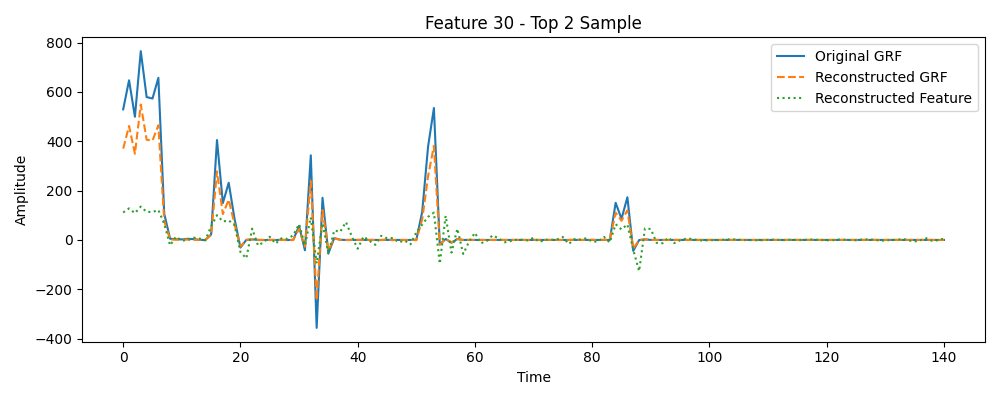 Feature 30 - Top 2 Sample
Original GRF
Reconstructed GRF
Reconstructed Feature
Amplitude
800
600
400
200
0
−200
−400
0 20 40 60 80 100 120 140
Time